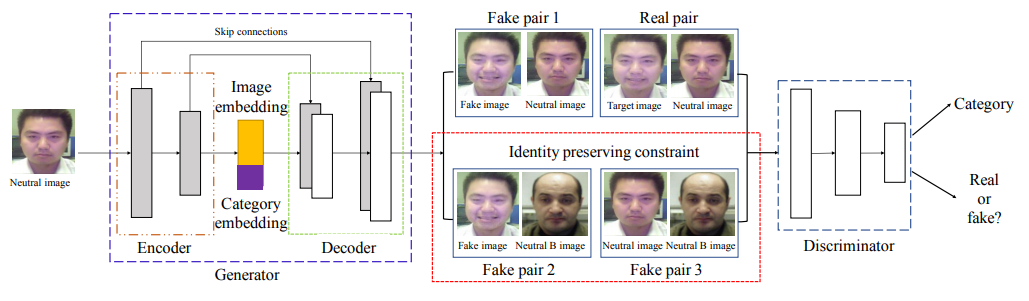 Neutral image
Skip connections
Image
embedding
Category
embedding
Encoder
Decoder
Generator
Fake pair 1
Real pair
Fake image
Neutral image
Target image
Neutral image
Identity preserving constraint
Fake image
Neutral B image
Neutral image
Neutral B image
Fake pair 2
Fake pair 3
Discriminator
Category
Real
or
fake?